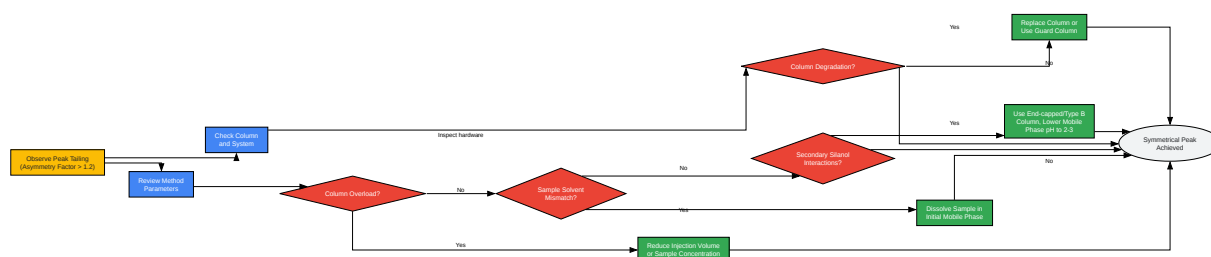 Observe Peak Tailing
(Asymmetry Factor > 1.2)
Check Column
and System
Review Method
Parameters
Inspect hardware
Column Overload?
No
Yes
Sample Solvent
Mismatch?
No
Yes
Reduce Injection Volume
or Sample Concentration
Column Degradation?
Yes
No
Replace Column or
Use Guard Column
Secondary Silanol
Interactions?
Yes
No
Use End-capped/Type B
Column, Lower Mobile
Phase pH to 2-3
Dissolve Sample in
Initial Mobile Phase
Symmetrical Peak
Achieved